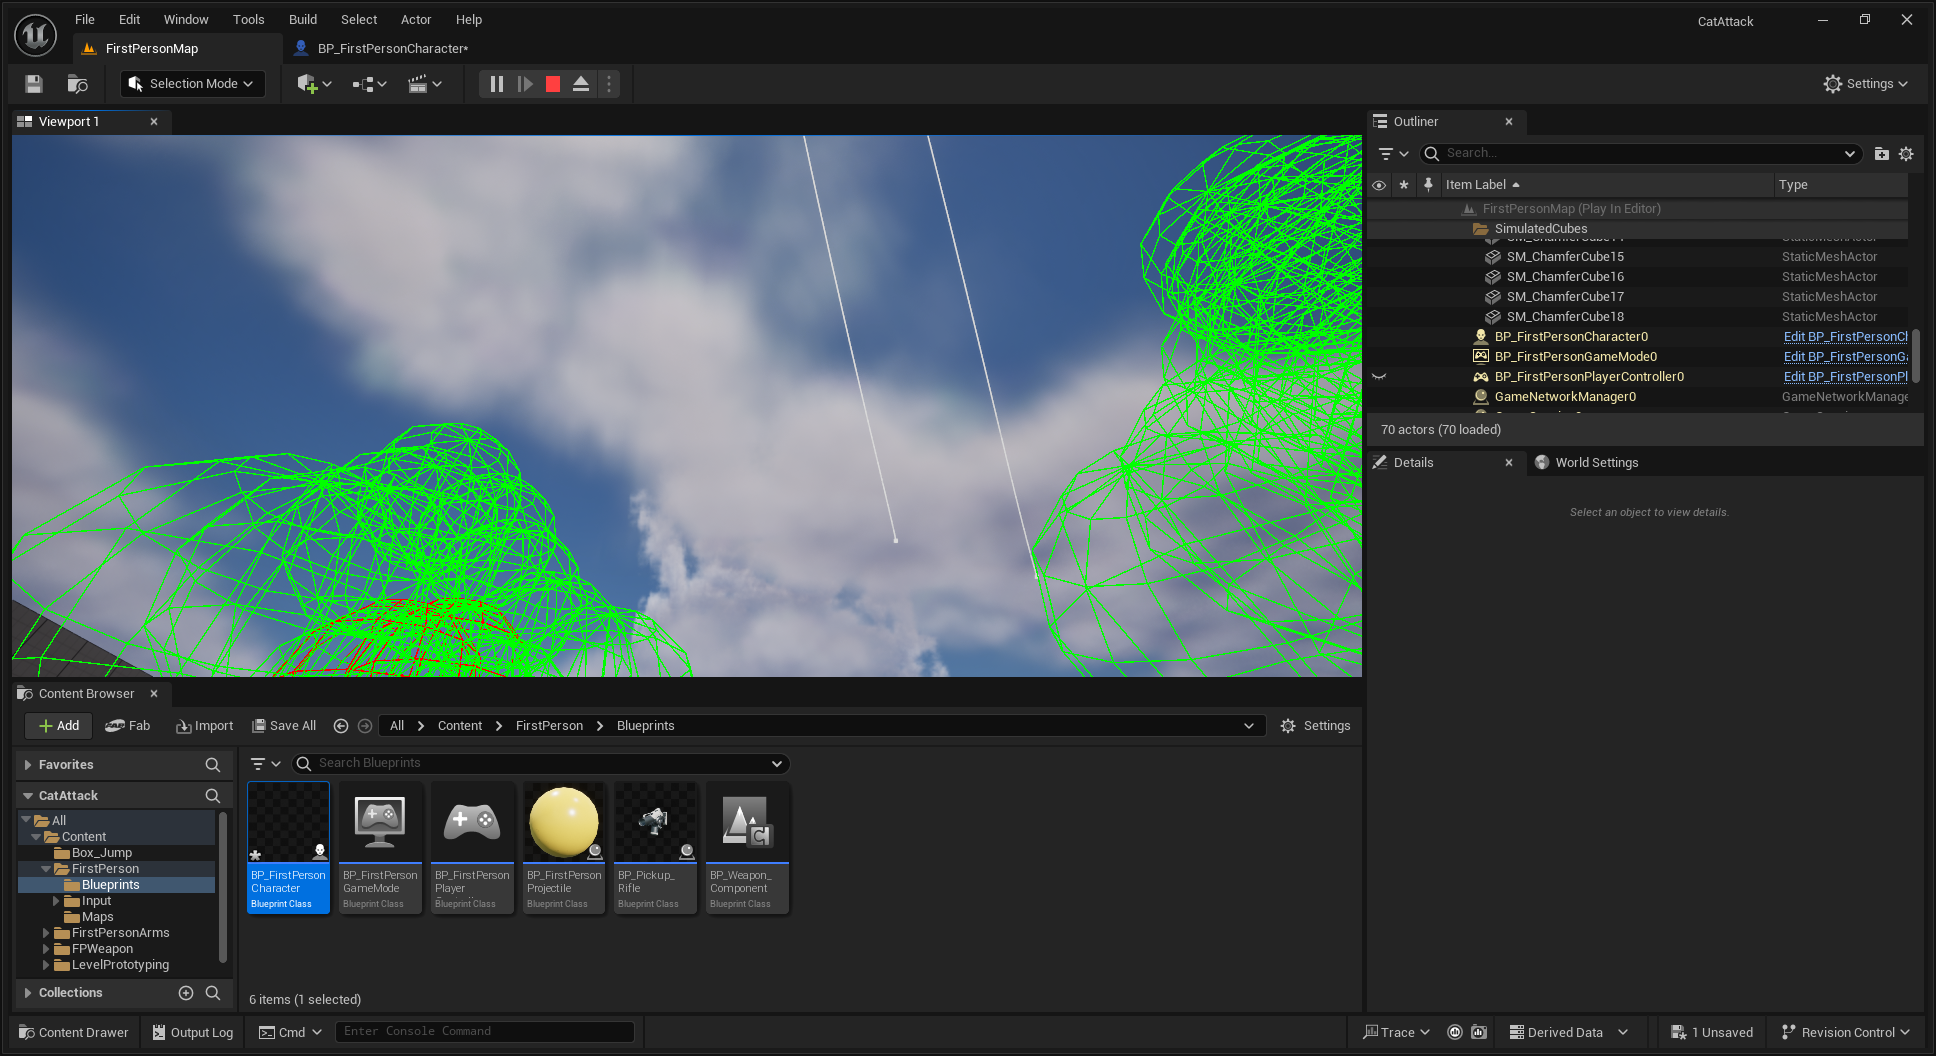 File Edit Window Tools Build Select Actor Help
CatAttack
FirstPersonMap
BP_FirstPersonCharacter*
Selection Mode
Settings
Viewport 1
Outliner
Search...
Item Label
Type
FirstPersonMap (Play In Editor)
SimulatedCubes
SM_ChamferCube15 StaticMeshActor
SM_ChamferCube16 StaticMeshActor
SM_ChamferCube17 StaticMeshActor
SM_ChamferCube18 StaticMeshActor
BP_FirstPersonCharacter0 Edit BP_FirstPersonCh
BP_FirstPersonGameMode0 Edit BP_FirstPersonGa
BP_FirstPersonPlayerController0 Edit BP_FirstPersonPl
GameNetworkManager0 GameNetworkManage
70 actors (70 loaded)
Details
World Settings
Select an object to view details.
Content Browser
Add Fab Import Save All All Content FirstPerson Blueprints Settings
Favorites
Search Blueprints
CatAttack
All
Content
Box_Jump
FirstPerson
Blueprints
Input
Maps
FirstPersonArms
FPWeapon
LevelPrototyping
Collections
BP_FirstPerson
Character
Blueprint Class
BP_FirstPerson
GameMode
Blueprint Class
BP_FirstPerson
Player
Blueprint Class
BP_FirstPerson
Projectile
Blueprint Class
BP_Pickup_
Rifle
Blueprint Class
BP_Weapon_
Component
Blueprint Class
6 items (1 selected)
Content Drawer Output Log Cmd Enter Console Command Trace Derived Data 1 Unsaved Revision Control